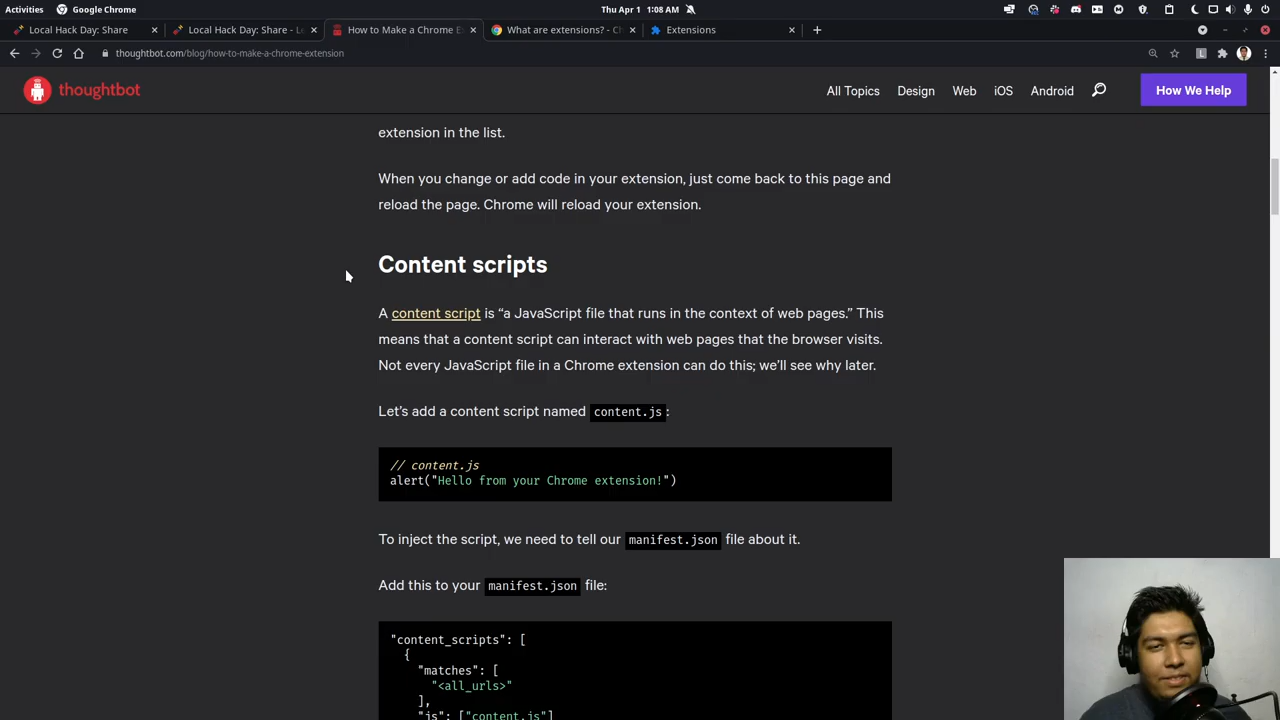 Activities
Google Chrome
Thu Apr 1 1:08 AM
Local Hack Day: Share
Local Hack Day: Share - Le
How to Make a Chrome E
What are extensions? - Ch
Extensions
thoughtbot.com/blog/how-to-make-a-chrome-extension
thoughtbot
All Topics
Design
Web
iOS
Android
How We Help
extension in the list.
When you change or add code in your extension, just come back to this page and
reload the page. Chrome will reload your extension.
Content scripts
A content script is “a JavaScript file that runs in the context of web pages.” This
means that a content script can interact with web pages that the browser visits.
Not every JavaScript file in a Chrome extension can do this; we’ll see why later.
Let’s add a content script named content.js:
// content.js
alert("Hello from your Chrome extension!")
To inject the script, we need to tell our manifest.json file about it.
Add this to your manifest.json file:
"content_scripts": [
{
"matches": [
"<all_urls>"
],
"js": ["content.js"]